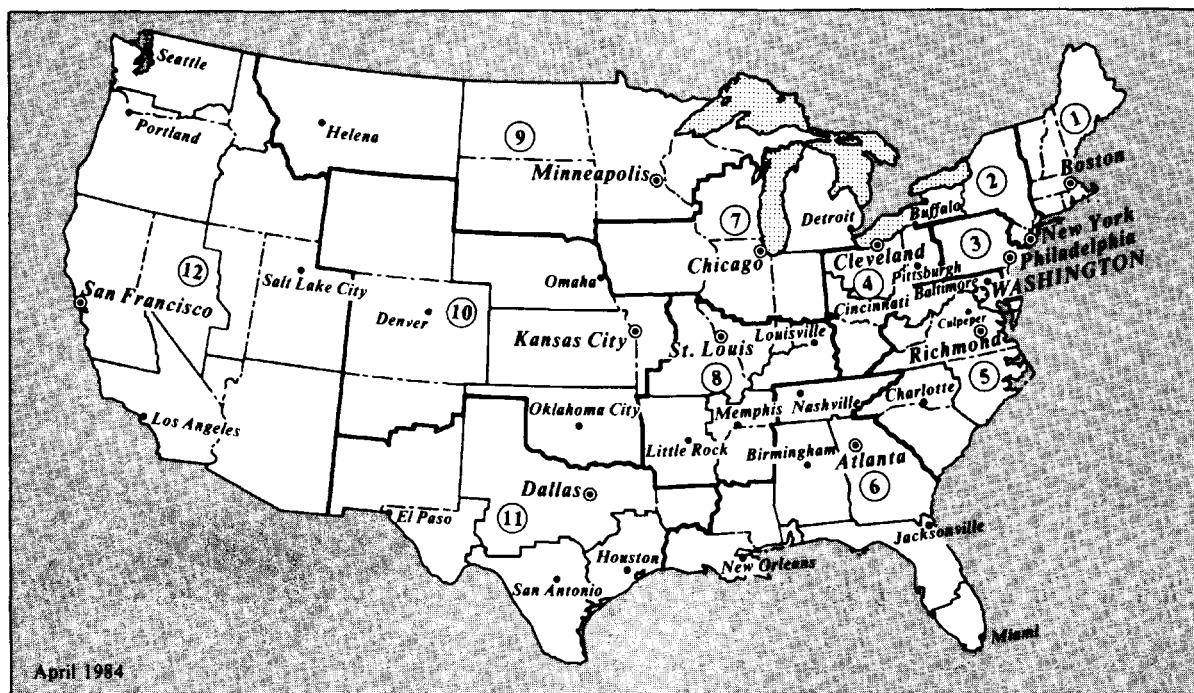 Seattle
Portland
Helena
9
Minneapolis
1
Boston
2
Buffalo
7
Detroit
New York
Philadelphia
3
Cleveland
Chicago
WASHINGTON
Pittsburgh
4
Baltimore
Cincinnati
12
Salt Lake City
San Francisco
Omaha
10
Denver
Culpeper
Kansas City
St. Louis
Louisville
Richmond
8
5
Charlotte
Oklahoma City
Memphis
Nashville
Los Angeles
Little Rock
Birmingham
Atlanta
6
Dallas
11
El Paso
Jacksonville
Houston
New Orleans
San Antonio
Miami
April 1984